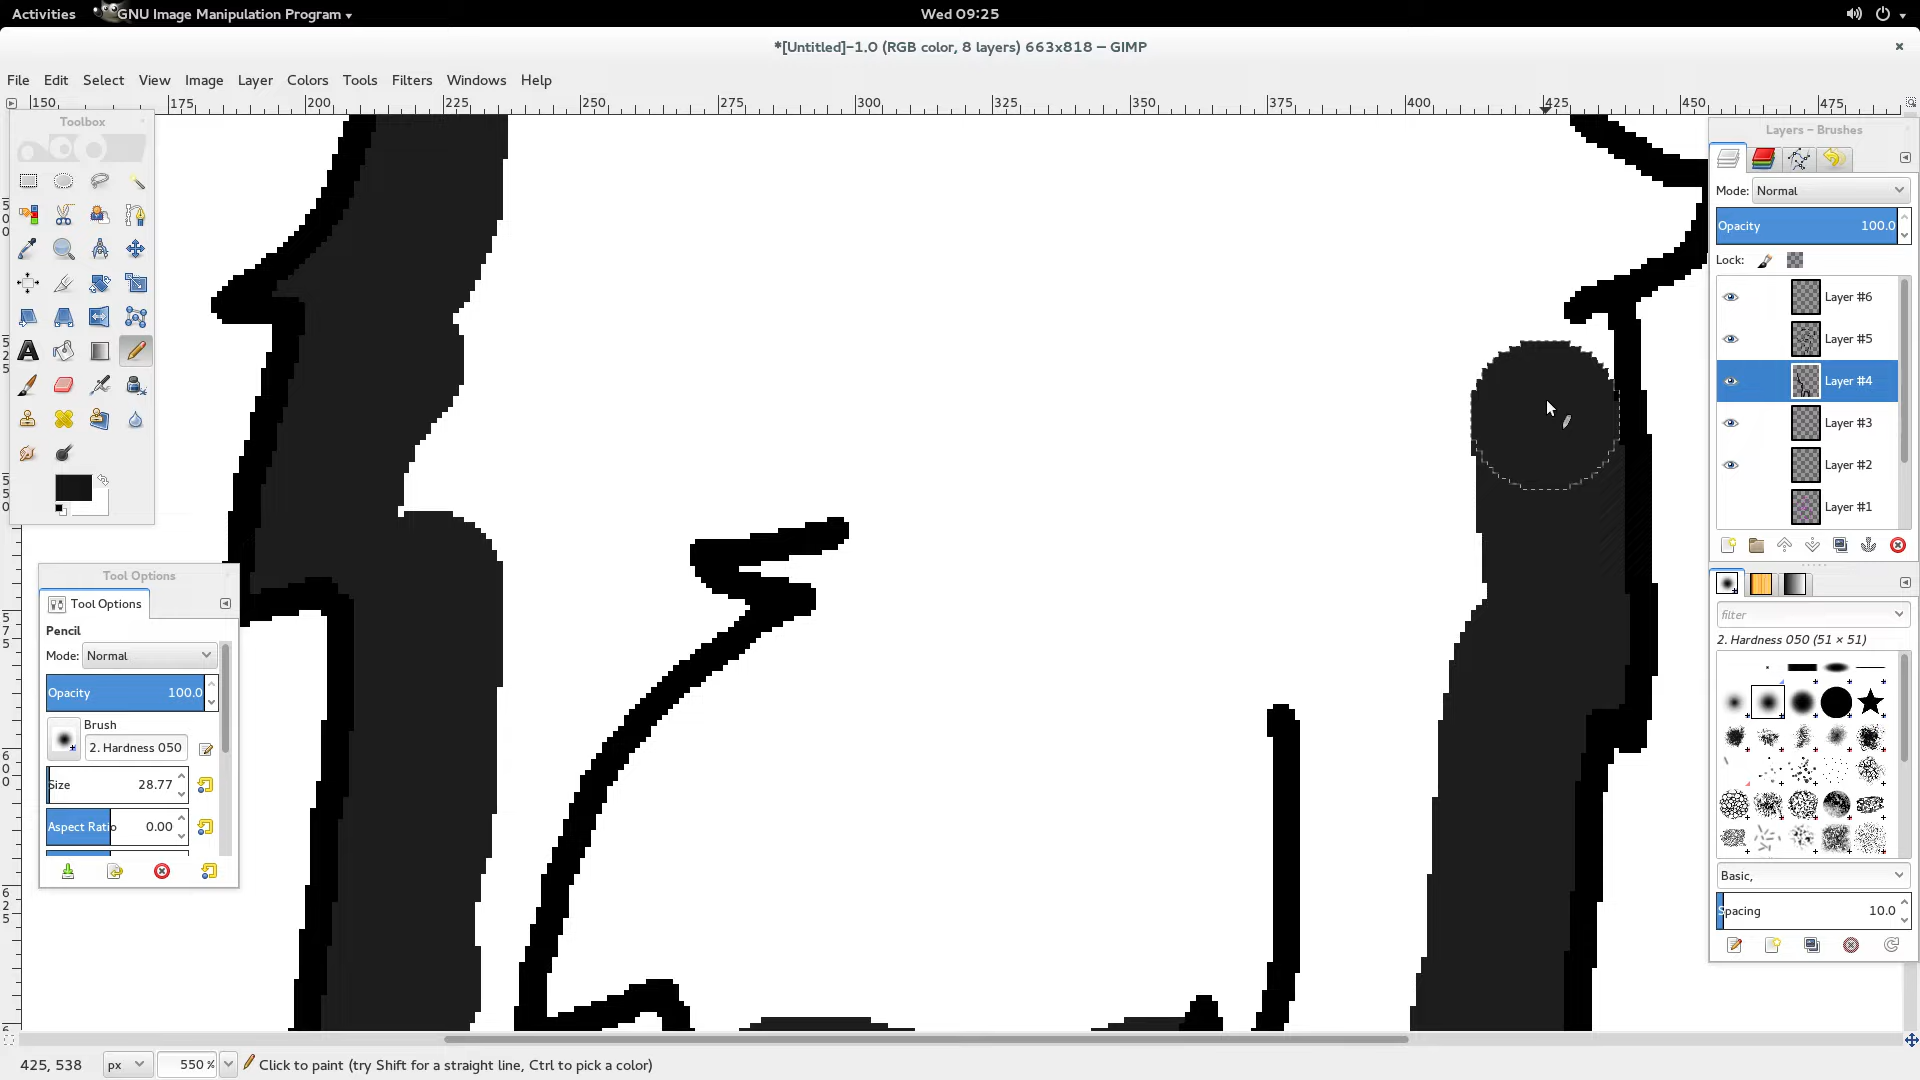 Activities GNU Image Manipulation Program Wed 09:25
*[Untitled]-1.0 (RGB color, 8 layers) 663x818 – GIMP
File Edit Select View Image Layer Colors Tools Filters Windows Help
150 175 200 225 250 275 300 325 350 375 400 425 450 475
Toolbox
Layers – Brushes
Mode: Normal
Opacity 100.0
Lock:
Layer #6
Layer #5
Layer #4
Layer #3
Layer #2
Layer #1
Tool Options
Tool Options
Pencil
Mode: Normal
Opacity 100.0
Brush
2. Hardness 050
Size 28.77
Aspect Ratio 0.00
filter
2. Hardness 050 (51 × 51)
Basic,
Spacing 10.0
425, 538 px 550 % Click to paint (try Shift for a straight line, Ctrl to pick a color)